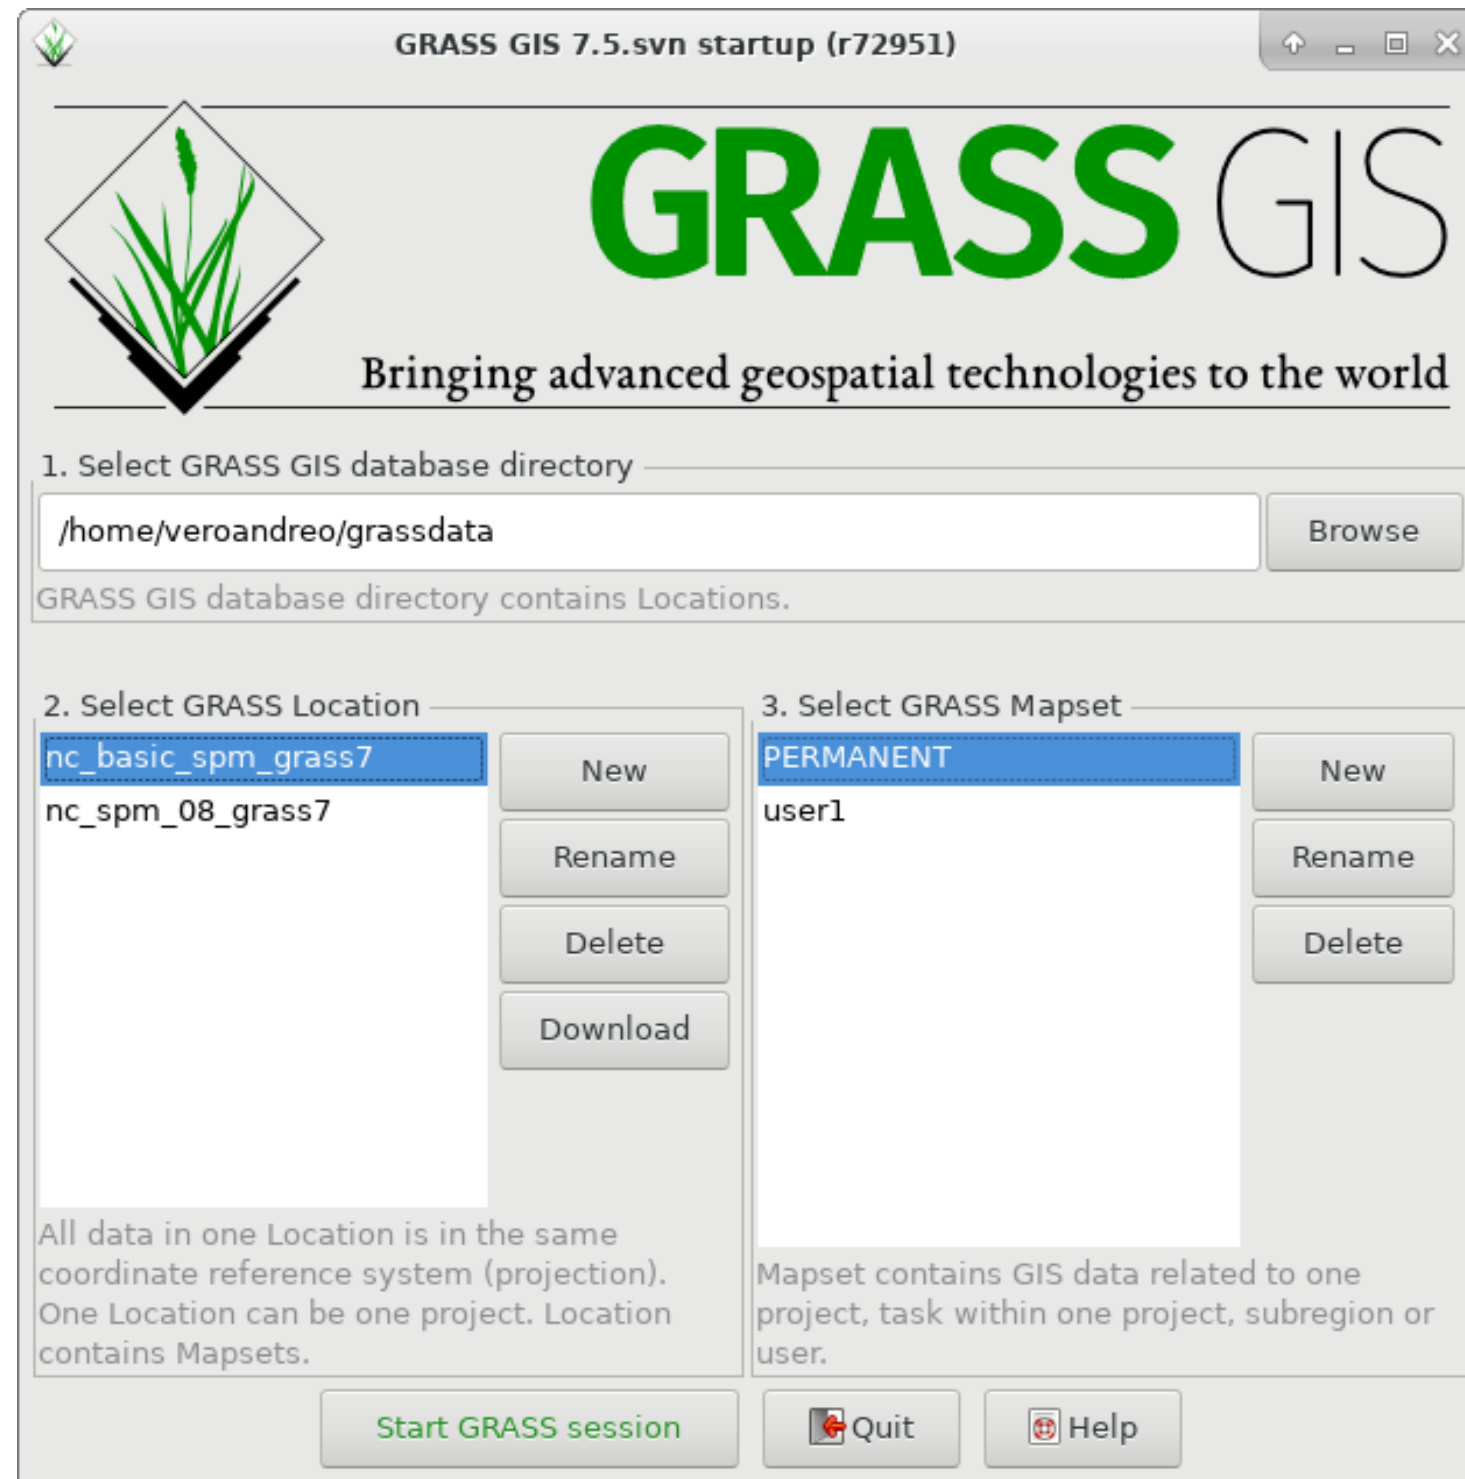 GRASS GIS 7.5.svn startup (r72951)
GRASS GIS
Bringing advanced geospatial technologies to the world
1. Select GRASS GIS database directory
/home/veroandreo/grassdata
Browse
GRASS GIS database directory contains Locations.
2. Select GRASS Location
nc_basic_spm_grass7
nc_spm_08_grass7
New
Rename
Delete
Download
All data in one Location is in the same
coordinate reference system (projection).
One Location can be one project. Location
contains Mapsets.
3. Select GRASS Mapset
PERMANENT
user1
New
Rename
Delete
Mapset contains GIS data related to one
project, task within one project, subregion or
user.
Start GRASS session
Quit
Help